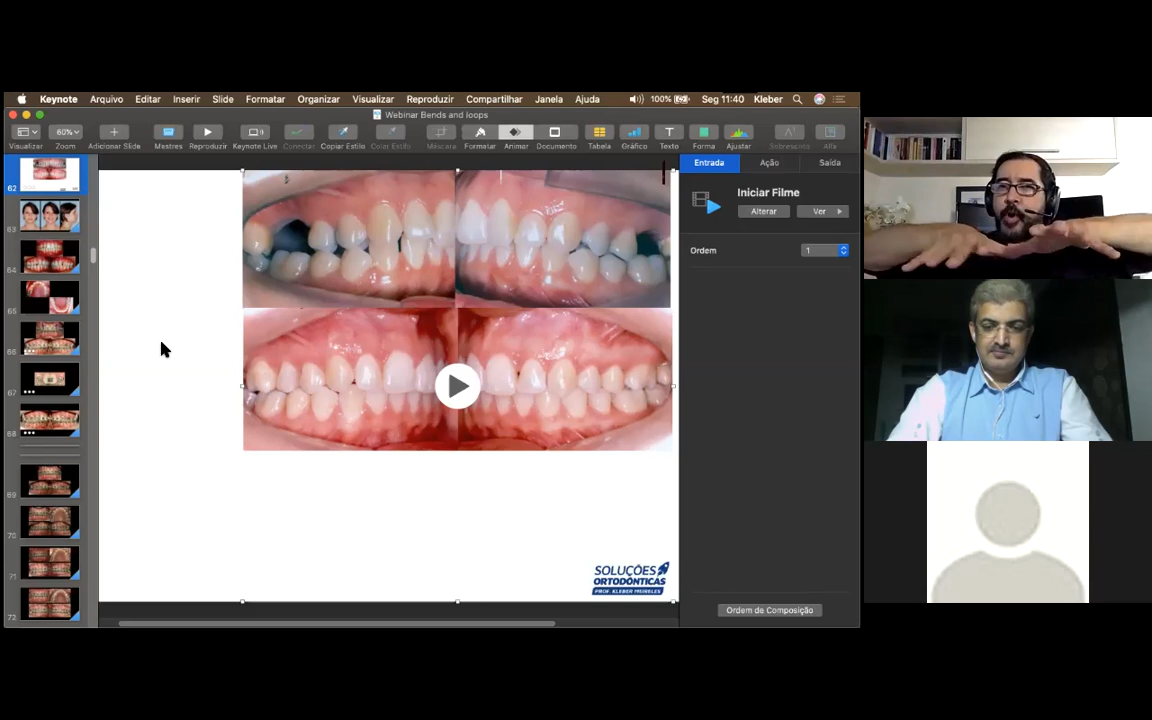 Keynote Arquivo Editar Inserir Slide Formatar Organizar Visualizar Reproduzir Compartilhar Janela Ajuda 100% Seg 11:40 Kleber
Webinar Bends and loops
60%
Visualizar Zoom Adicionar Slide Mestres Reproduzir Keynote Live Conectar Copiar Estilo Colar Estilo Máscara Formatar Animar Documento Tabela Gráfico Texto Forma Ajustar Alfa
Entrada Ação Saída
62
Iniciar Filme
Alterar Ver
63
Ordem 1
64
65
66
67
68
69
70
71
72
SOLUÇÕES
ORTODÔNTICAS
PROF. KLEBER MEIRELES
Ordem de Composição